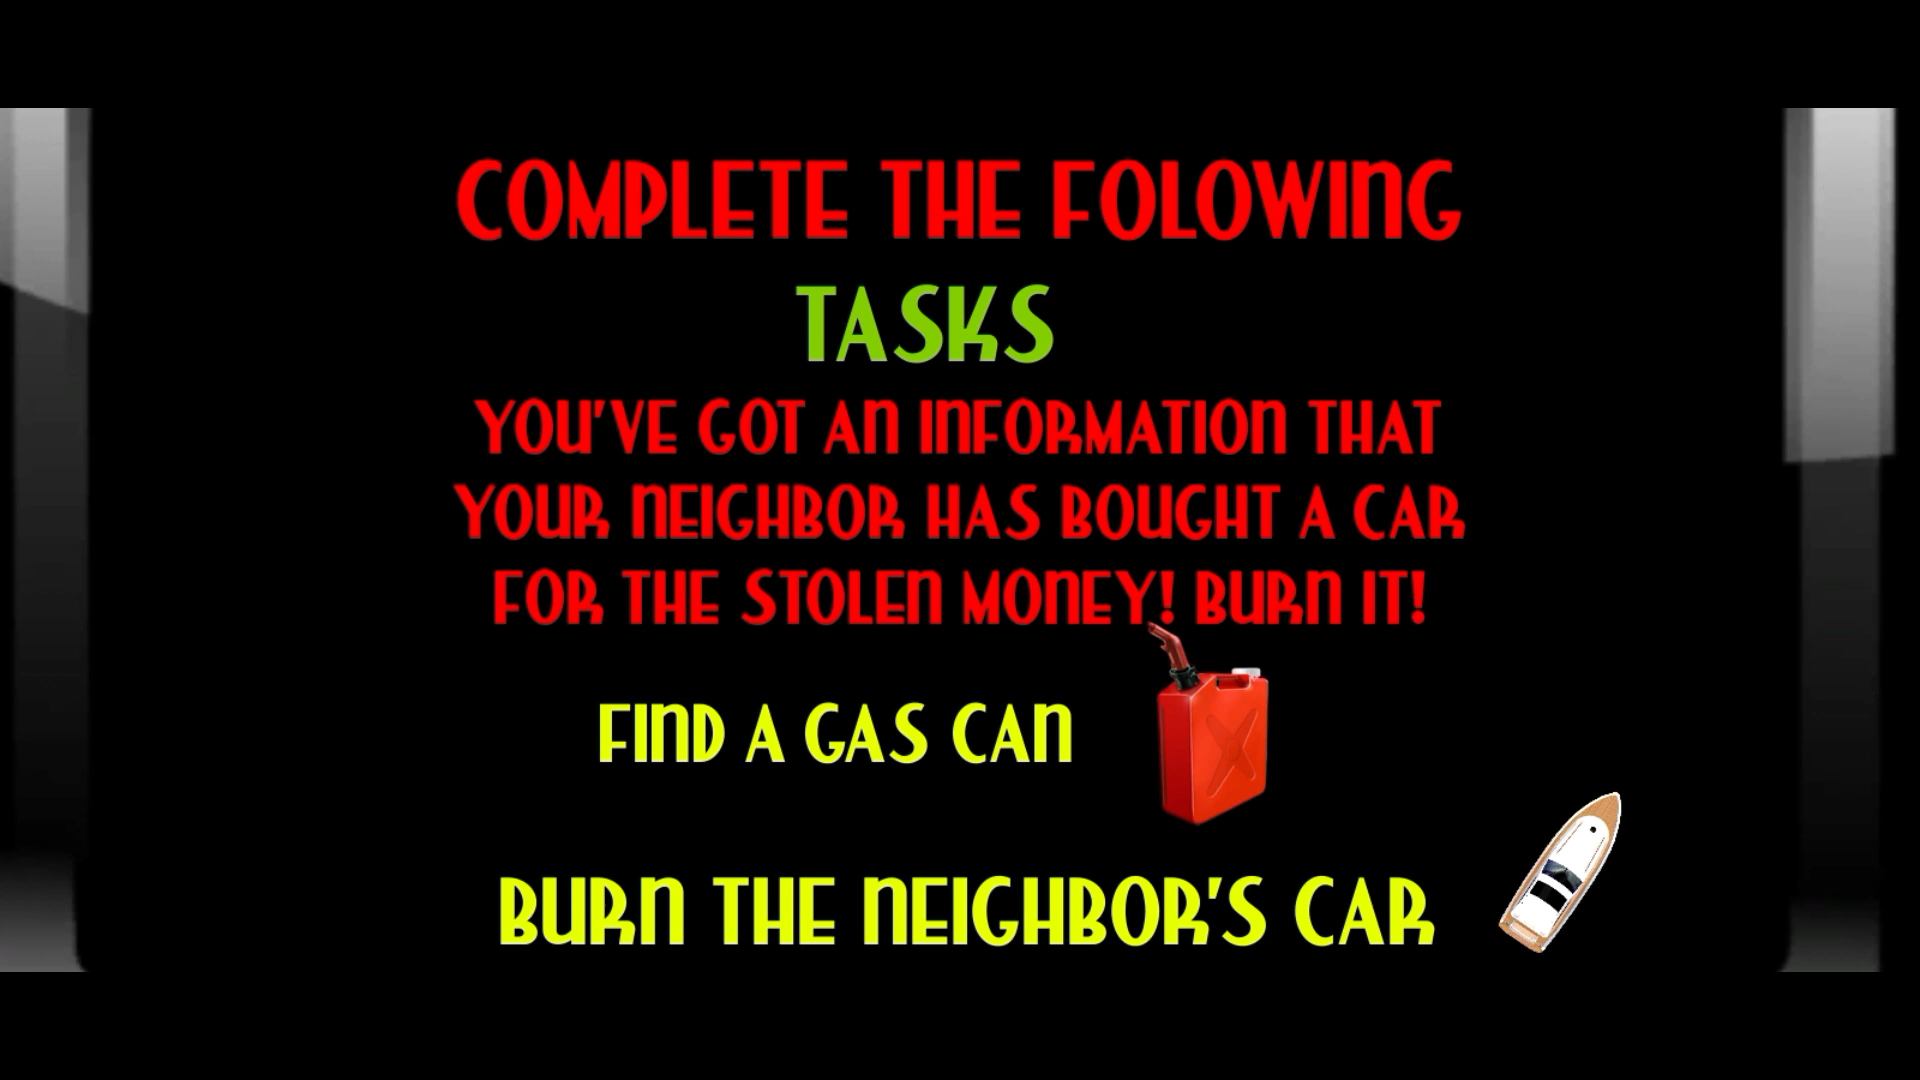 COMPLETE THE FOLOWING
TASKS
YOU'VE GOT AN INFORMATION THAT
YOUR NEIGHBOR HAS BOUGHT A CAR
FOR THE STOLEN MONEY! BURN IT!
FIND A GAS CAN
BURN THE NEIGHBOR'S CAR